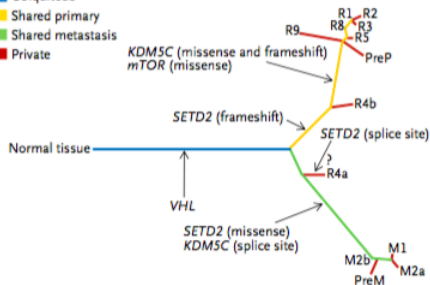 Shared primary
Shared metastasis
Private
R1 R2
R8 R3
R9 R5
KDM5C (missense and frameshift)
mTOR (missense)
PreP
R4b
SETD2 (frameshift)
SETD2 (splice site)
Normal tissue
?
R4a
VHL
SETD2 (missense)
KDM5C (splice site)
M1
M2b
M2a
PreM